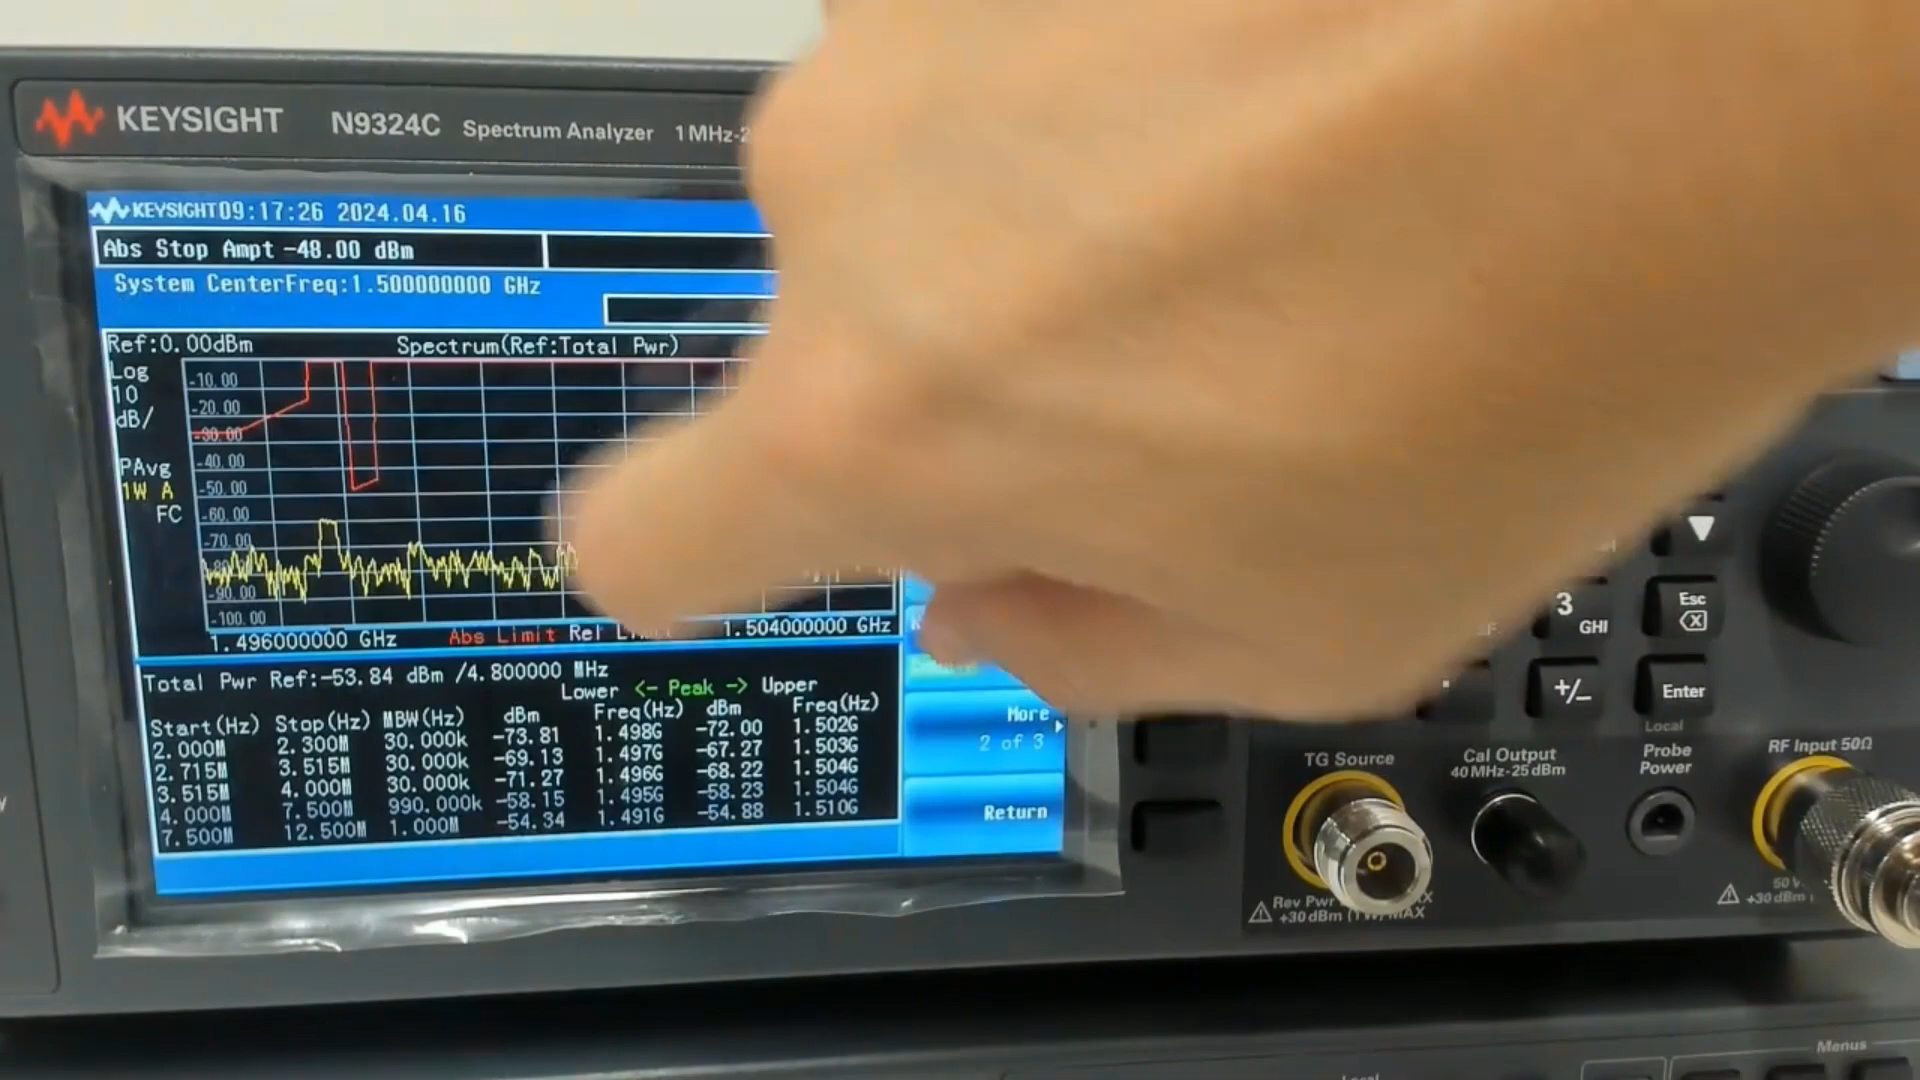 KEYSIGHT N9324C Spectrum Analyzer 1 MHz-2
KEYSIGHT 09:17:26 2024.04.16
Abs Stop Ampt -48.00 dBm
System CenterFreq:1.500000000 GHz
Ref:0.00dBm Spectrum(Ref:Total Pwr)
Log
10
dB/
PAvg
1W A
FC
-10.00
-20.00
-30.00
-40.00
-50.00
-60.00
-70.00
-80.00
-90.00
-100.00
1.496000000 GHz Abs Limit Rel 1.504000000 GHz
Total Pwr Ref:-53.84 dBm /4.800000 MHz
Lower <- Peak -> Upper
Start(Hz) Stop(Hz) MBW(Hz) dBm Freq(Hz) dBm Freq(Hz)
2.000M 2.300M 30.000k -73.81 1.498G -72.00 1.502G
2.715M 3.515M 30.000k -69.13 1.497G -67.27 1.503G
3.515M 4.000M 30.000k -71.27 1.496G -68.22 1.504G
4.000M 7.500M 990.000k -58.15 1.495G -58.23 1.504G
7.500M 12.500M 1.000M -54.34 1.491G -54.88 1.510G
More
2 of 3
Return
3 GHI
Esc
+/_
Enter
Local
TG Source
Cal Output
40 MHz-25 dBm
Probe
Power
RF Input 50Ω
Rev Pwr
+30 dBm MAX
50 V
+30 dBm
Menus
Local